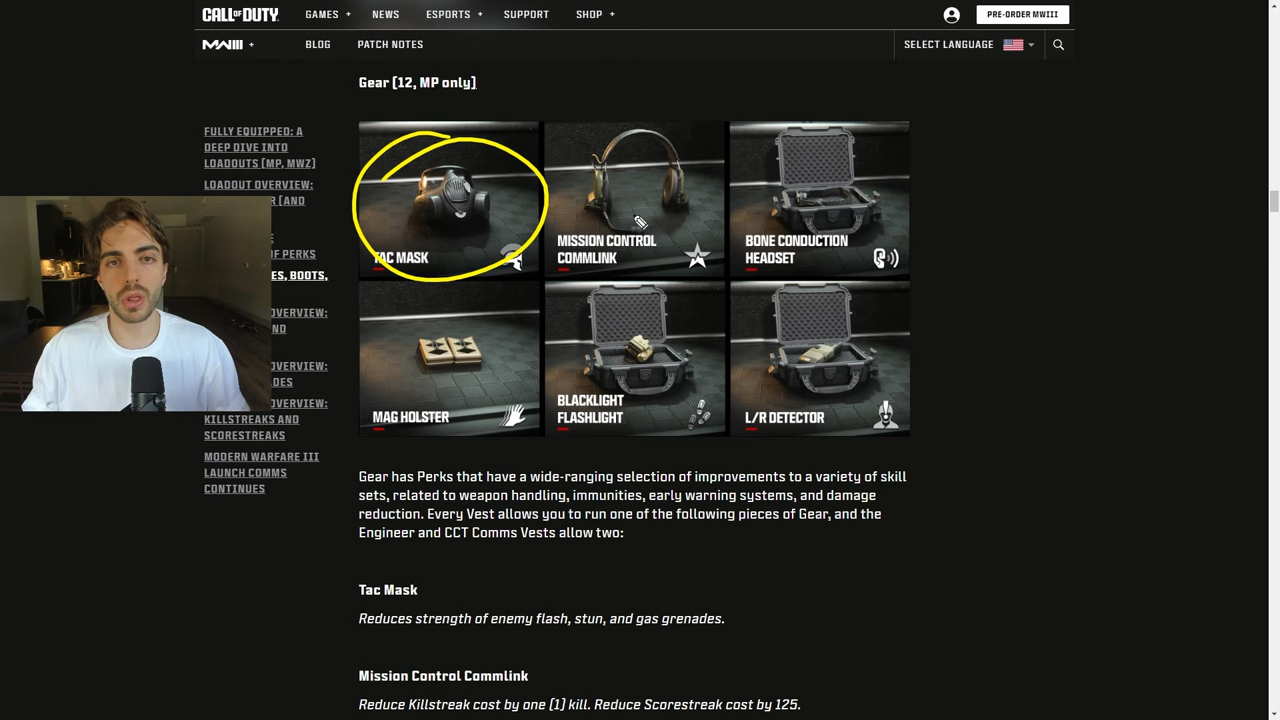 CALL OF DUTY
GAMES +
NEWS
ESPORTS +
SUPPORT
SHOP +
PRE-ORDER MWIII
MWIII +
BLOG
PATCH NOTES
SELECT LANGUAGE
Gear [12, MP only]
FULLY EQUIPPED: A
DEEP DIVE INTO
LOADOUTS [MP, MWZ]
LOADOUT OVERVIEW:
[AND
OF PERKS
BOOTS,
OVERVIEW:
AND
OVERVIEW:
OVERVIEW:
KILLSTREAKS AND
SCORESTREAKS
MODERN WARFARE III
LAUNCH COMMS
CONTINUES
TAC MASK
MISSION CONTROL
COMMLINK
BONE CONDUCTION
HEADSET
MAG HOLSTER
BLACKLIGHT
FLASHLIGHT
L/R DETECTOR
Gear has Perks that have a wide-ranging selection of improvements to a variety of skill
sets, related to weapon handling, immunities, early warning systems, and damage
reduction. Every Vest allows you to run one of the following pieces of Gear, and the
Engineer and CCT Comms Vests allow two:
Tac Mask
Reduces strength of enemy flash, stun, and gas grenades.
Mission Control Commlink
Reduce Killstreak cost by one [1] kill. Reduce Scorestreak cost by 125.